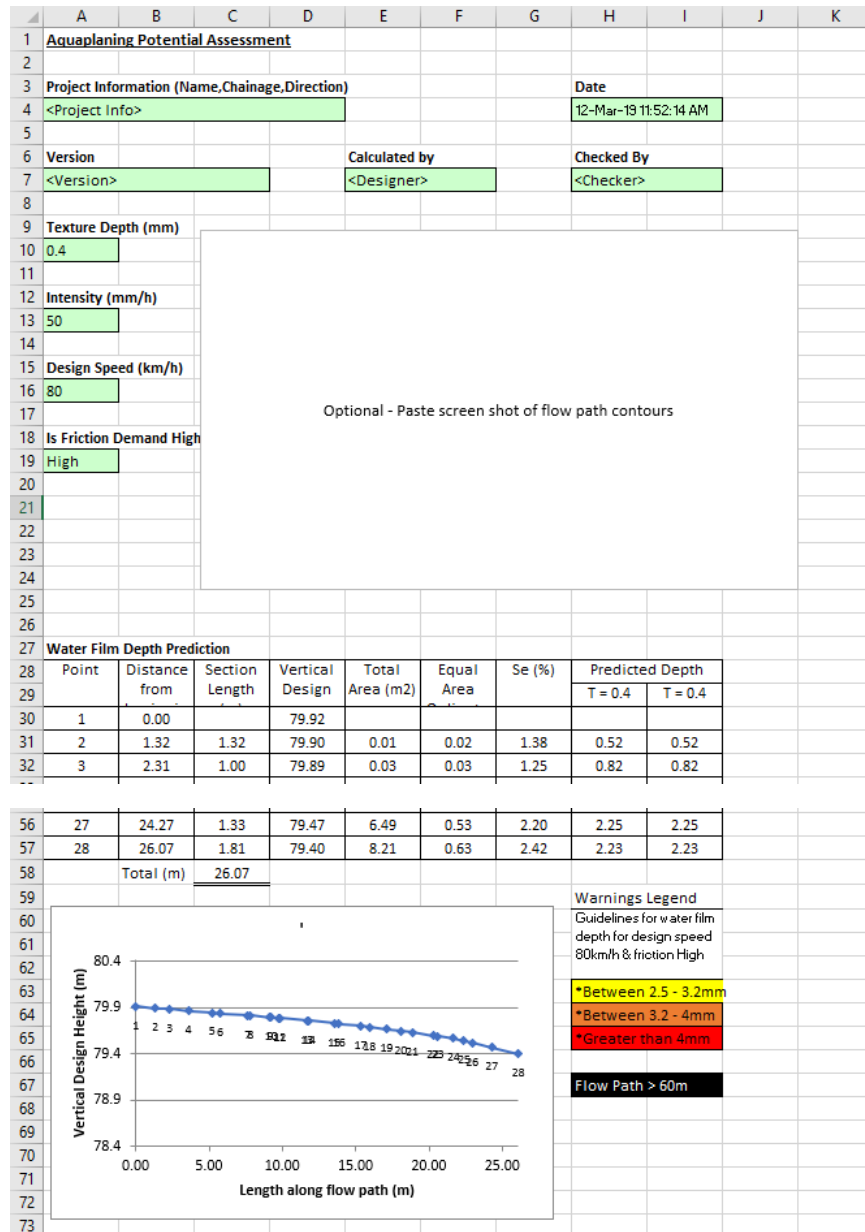 A B C D E F G H I J K
1 Aquaplaning Potential Assessment
2
3 Project Information (Name,Chainage,Direction) Date
4 <Project Info> 12-Mar-19 11:52:14 AM
5
6 Version Calculated by Checked By
7 <Version> <Designer> <Checker>
8
9 Texture Depth (mm)
10 0.4
11
12 Intensity (mm/h)
13 50
14
15 Design Speed (km/h)
16 80
17 Optional - Paste screen shot of flow path contours
18 Is Friction Demand High
19 High
20
21
22
23
24
25
26
27 Water Film Depth Prediction
28 Point Distance Section Vertical Total Equal Se (%) Predicted Depth
29 from Length Design Area (m2) Area T = 0.4 T = 0.4
30 1 0.00 79.92
31 2 1.32 1.32 79.90 0.01 0.02 1.38 0.52 0.52
32 3 2.31 1.00 79.89 0.03 0.03 1.25 0.82 0.82
56 27 24.27 1.33 79.47 6.49 0.53 2.20 2.25 2.25
57 28 26.07 1.81 79.40 8.21 0.63 2.42 2.23 2.23
58 Total (m) 26.07
59 Warnings Legend
60 Guidelines for water film
61 depth for design speed
62 80km/h & friction High
63 *Between 2.5 - 3.2mm
64 *Between 3.2 - 4mm
65 *Greater than 4mm
66
67 Flow Path > 60m
68
69
70
71
72
73
Vertical Design Height (m)
80.4
79.9
79.4
78.9
78.4
1 2 3 4 5 6 7 8 17 18 19 20 21 24 25 26 27 28
0.00 5.00 10.00 15.00 20.00 25.00
Length along flow path (m)